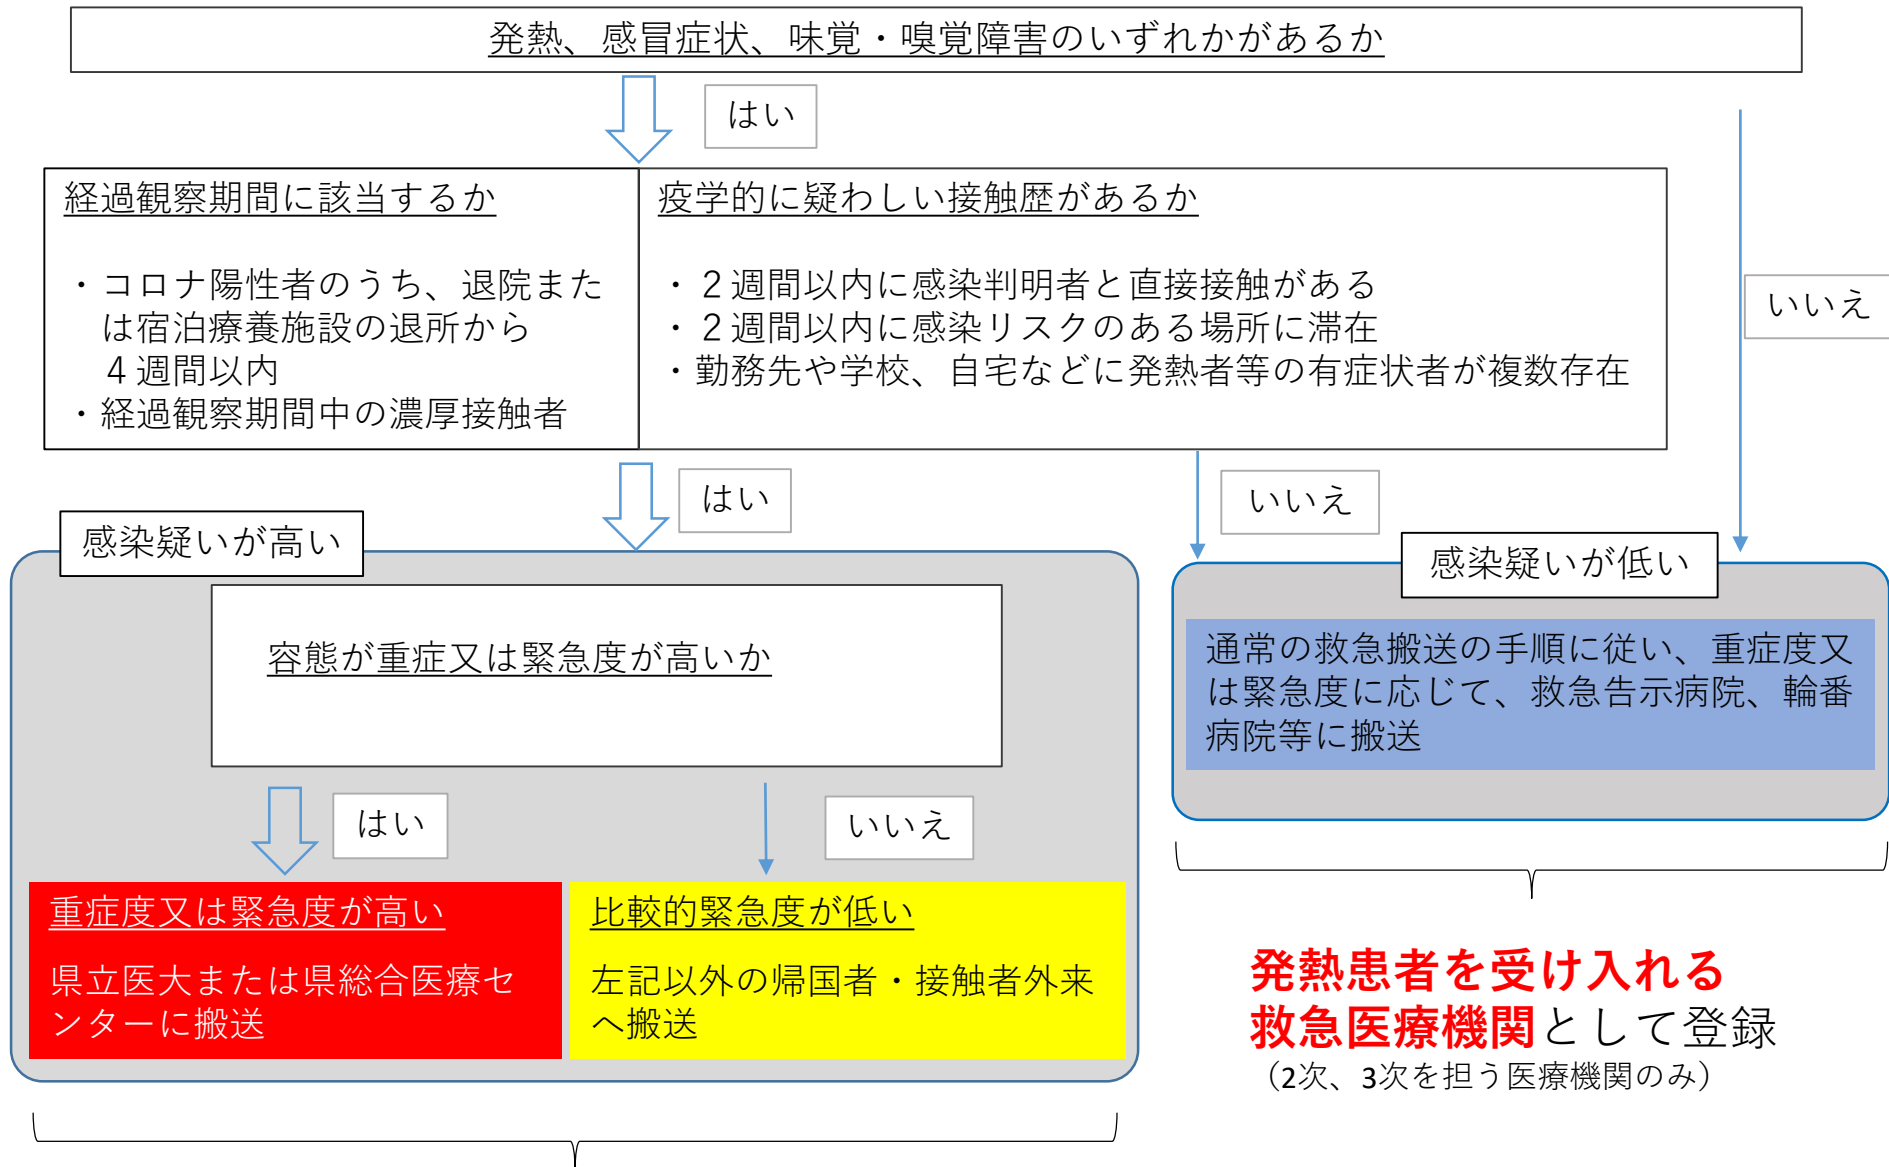 発熱、感冒症状、味覚・嗅覚障害のいずれかがあるか
はい
いいえ
経過観察期間に該当するか
・コロナ陽性者のうち、退院また
は宿泊療養施設の退所から
４週間以内
・経過観察期間中の濃厚接触者
疫学的に疑わしい接触歴があるか
・２週間以内に感染判明者と直接接触がある
・２週間以内に感染リスクのある場所に滞在
・勤務先や学校、自宅などに発熱者等の有症状者が複数存在
はい
いいえ
感染疑いが高い
容態が重症又は緊急度が高いか
はい
いいえ
重症度又は緊急度が高い
県立医大または県総合医療セ
ンターに搬送
比較的緊急度が低い
左記以外の帰国者・接触者外来
へ搬送
感染疑いが低い
通常の救急搬送の手順に従い、重症度又
は緊急度に応じて、救急告示病院、輪番
病院等に搬送
発熱患者を受け入れる
救急医療機関として登録
（2次、3次を担う医療機関のみ）